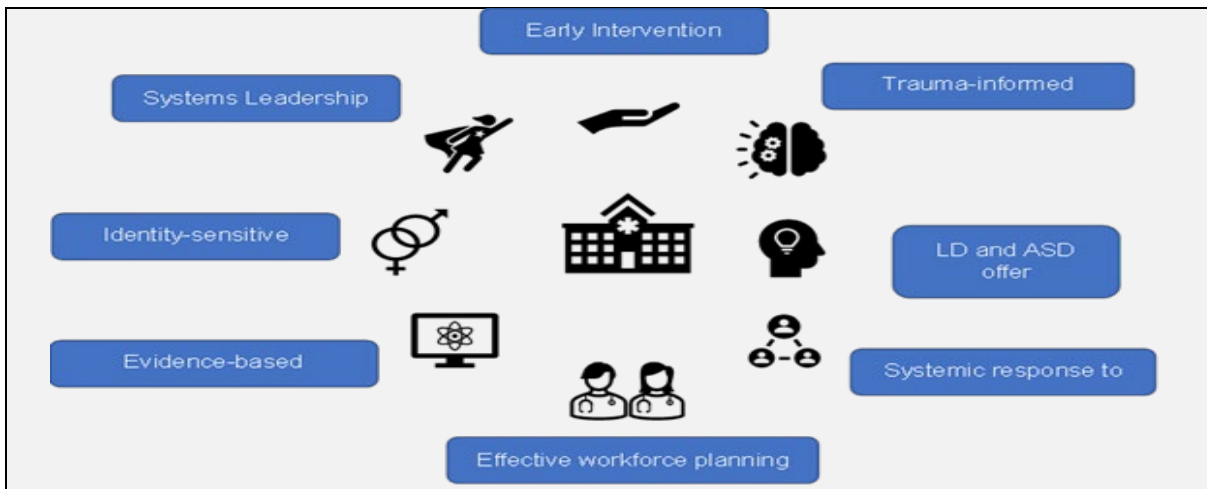 Early Intervention
Systems Leadership
Trauma-informed
Identity-sensitive
LD and ASD
offer
Evidence-based
Systemic response to
Effective workforce planning